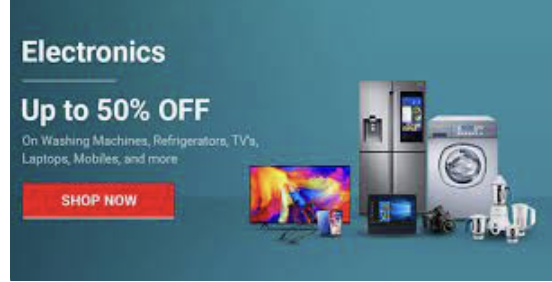 Electronics
Up to 50% OFF
On Washing Machines, Refrigerators, TV's,
Laptops, Mobiles, and more
SHOP NOW